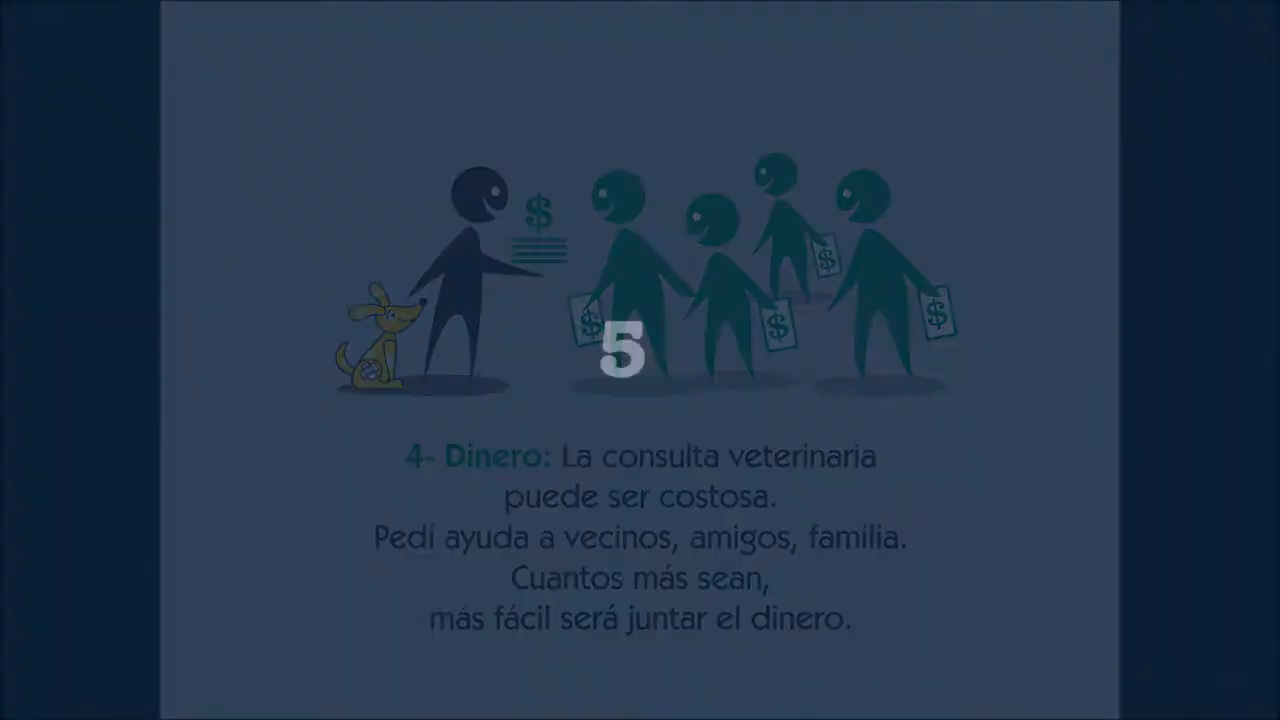 $
$
$
$
$
5
4- Dinero: La consulta veterinaria
puede ser costosa.
Pedí ayuda a vecinos, amigos, familia.
Cuantos más sean,
más fácil será juntar el dinero.